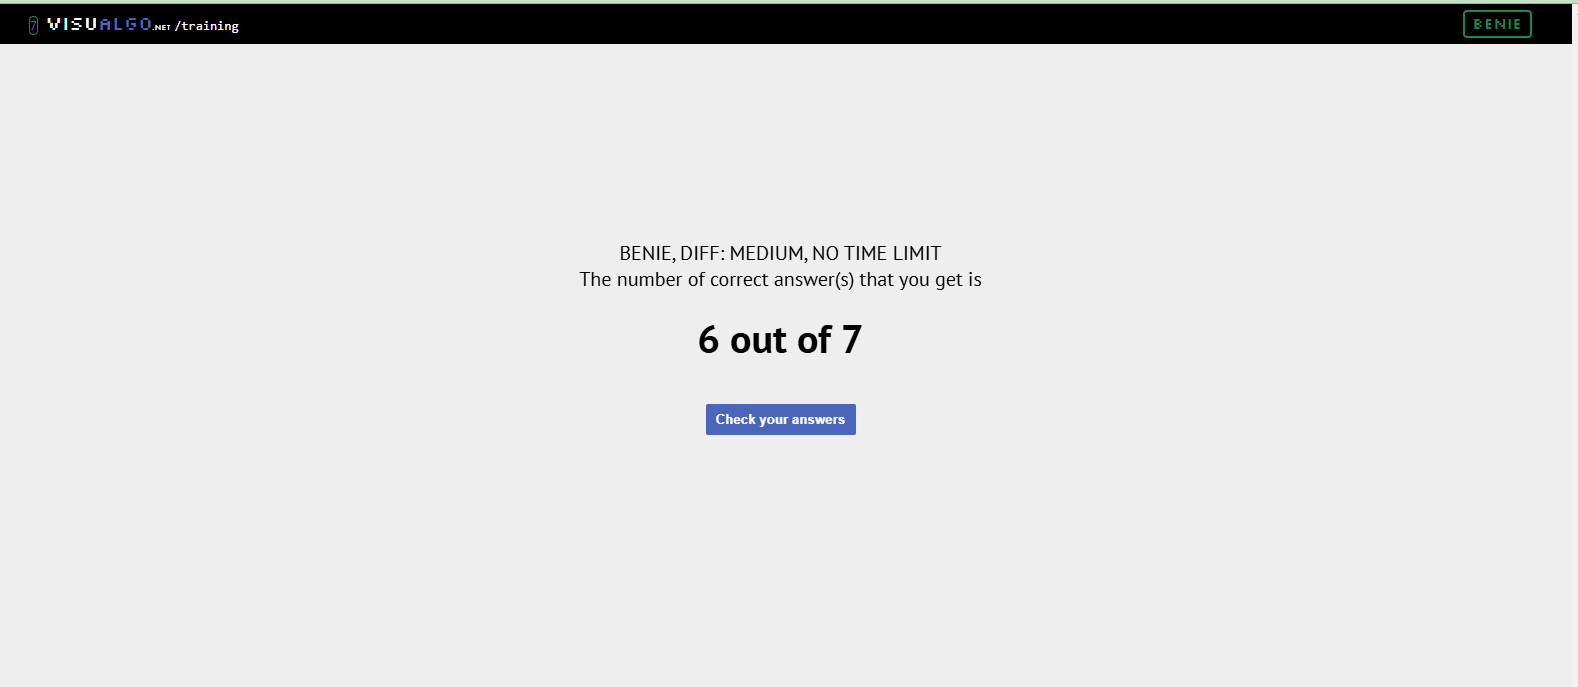 7 VISUALGO.NET /training
BENIE
BENIE, DIFF: MEDIUM, NO TIME LIMIT
The number of correct answer(s) that you get is
6 out of 7
Check your answers